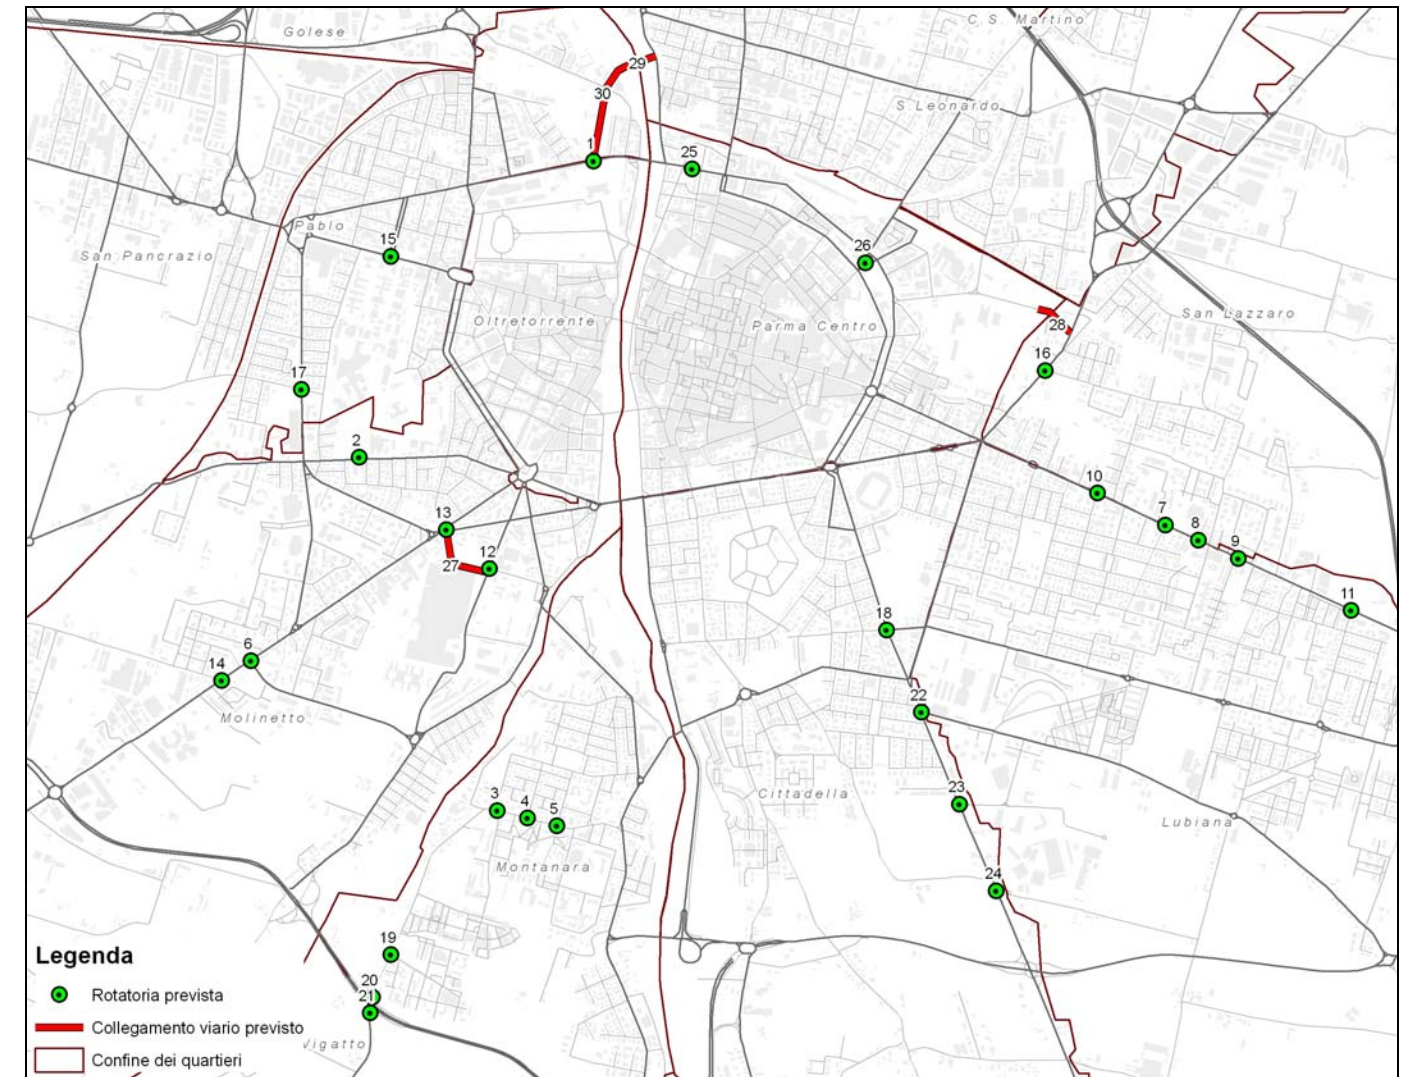 C. S. Martino
Golese
29
30
S. Leonardo
1
25
Pablo
15
26
San Pancrazio
San Lazzaro
Oltretorrente
Parma Centro
28
16
17
2
10
13
7
8
9
12
27
11
18
6
14
22
Molinetto
3
4
5
23
Cittadella
Lubiana
Montanara
24
19
Legenda
20
21
Rotatoria prevista
Collegamento viario previsto
Vigatto
Confine dei quartieri